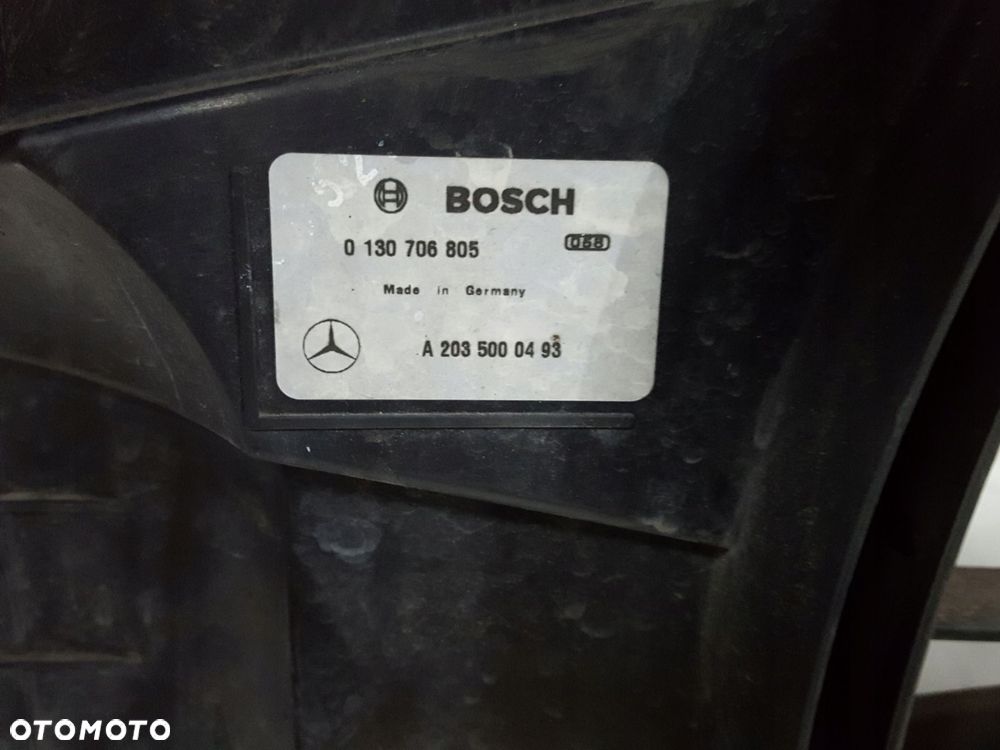 BOSCH
0 130 706 805
058
Made in Germany
A 203 500 04 93
OTOMOTO